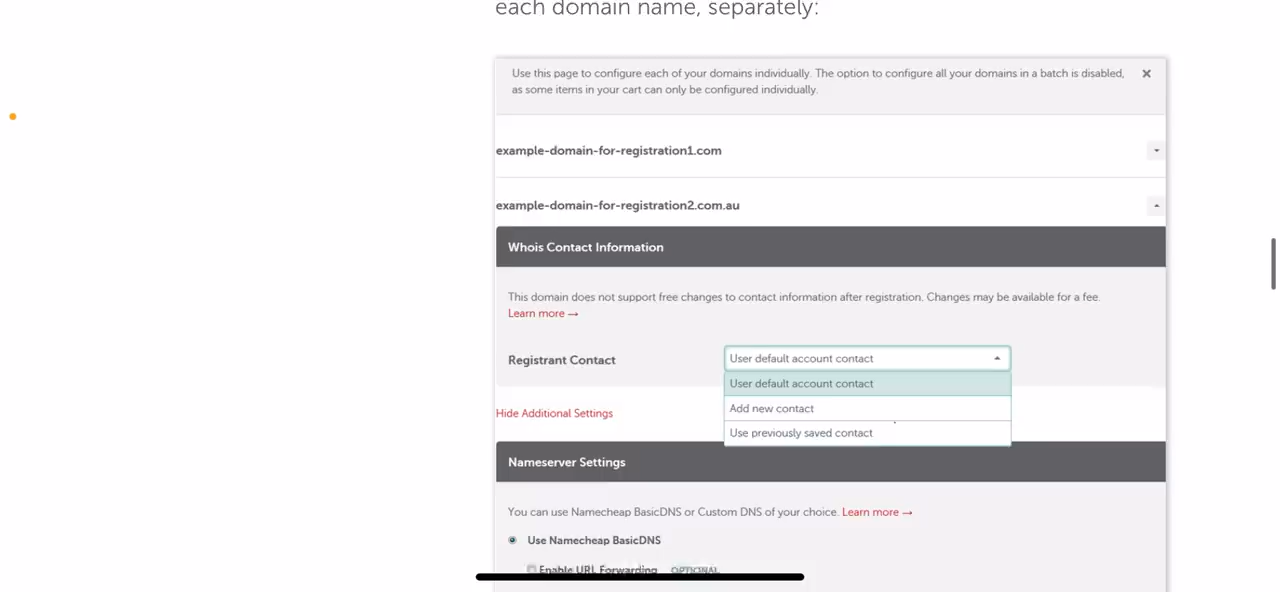 each domain name, separately:
Use this page to configure each of your domains individually. The option to configure all your domains in a batch is disabled,
as some items in your cart can only be configured individually.
example-domain-for-registration1.com
example-domain-for-registration2.com.au
Whois Contact Information
This domain does not support free changes to contact information after registration. Changes may be available for a fee.
Learn more →
Registrant Contact
User default account contact
User default account contact
Add new contact
Use previously saved contact
Hide Additional Settings
Nameserver Settings
You can use Namecheap BasicDNS or Custom DNS of your choice. Learn more →
Use Namecheap BasicDNS
Enable URL Forwarding OPTIONAL